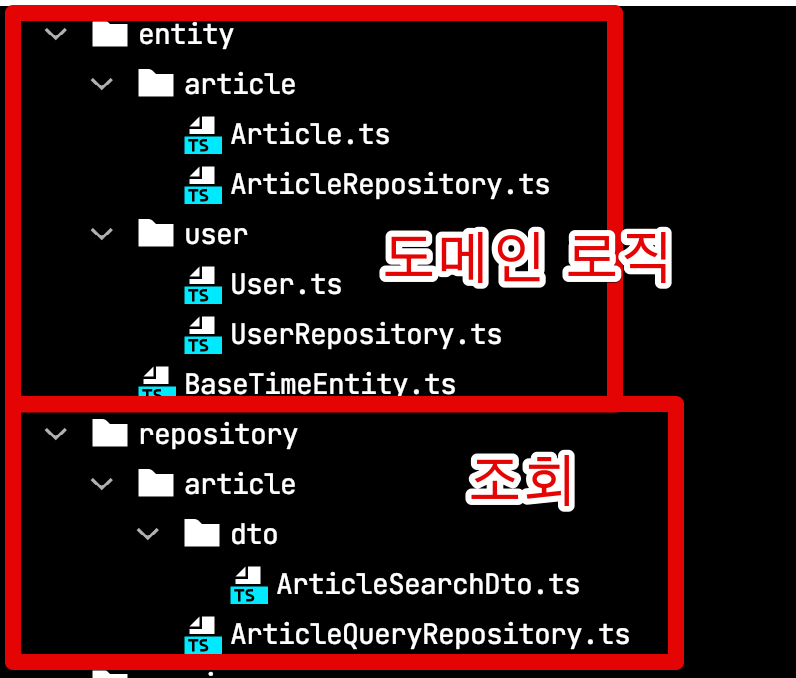 entity
article
TS Article.ts
TS ArticleRepository.ts
user
도메인 로직
TS User.ts
TS UserRepository.ts
TS BaseTimeEntity.ts
repository
조회
article
dto
TS ArticleSearchDto.ts
TS ArticleQueryRepository.ts